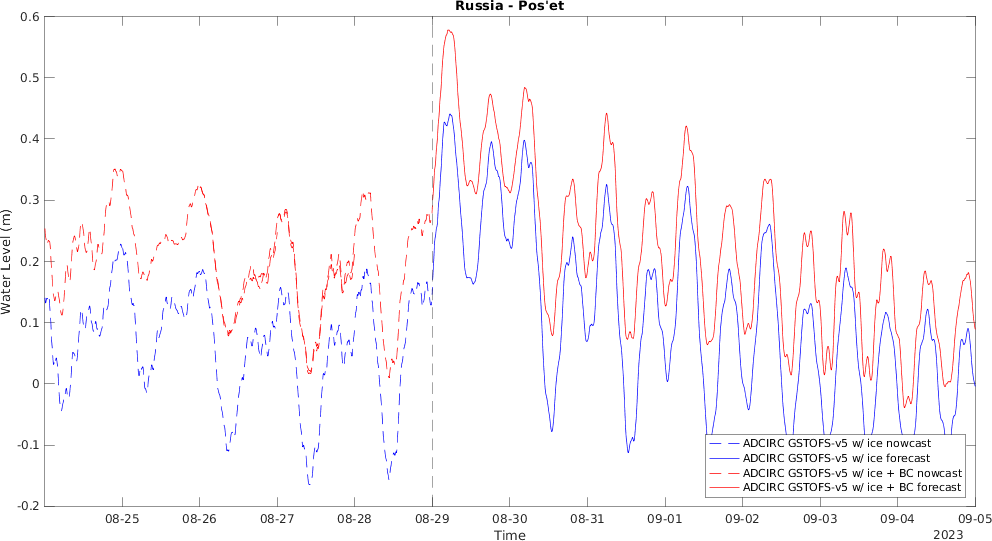 Russia - Pos'et
Water Level (m)
0.6
0.5
0.4
0.3
0.2
0.1
0
-0.1
-0.2
ADCIRC GSTOFS-v5 w/ ice nowcast
ADCIRC GSTOFS-v5 w/ ice forecast
ADCIRC GSTOFS-v5 w/ ice + BC nowcast
ADCIRC GSTOFS-v5 w/ ice + BC forecast
08-25 08-26 08-27 08-28 08-29 08-30 08-31 09-01 09-02 09-03 09-04 09-05
Time
2023